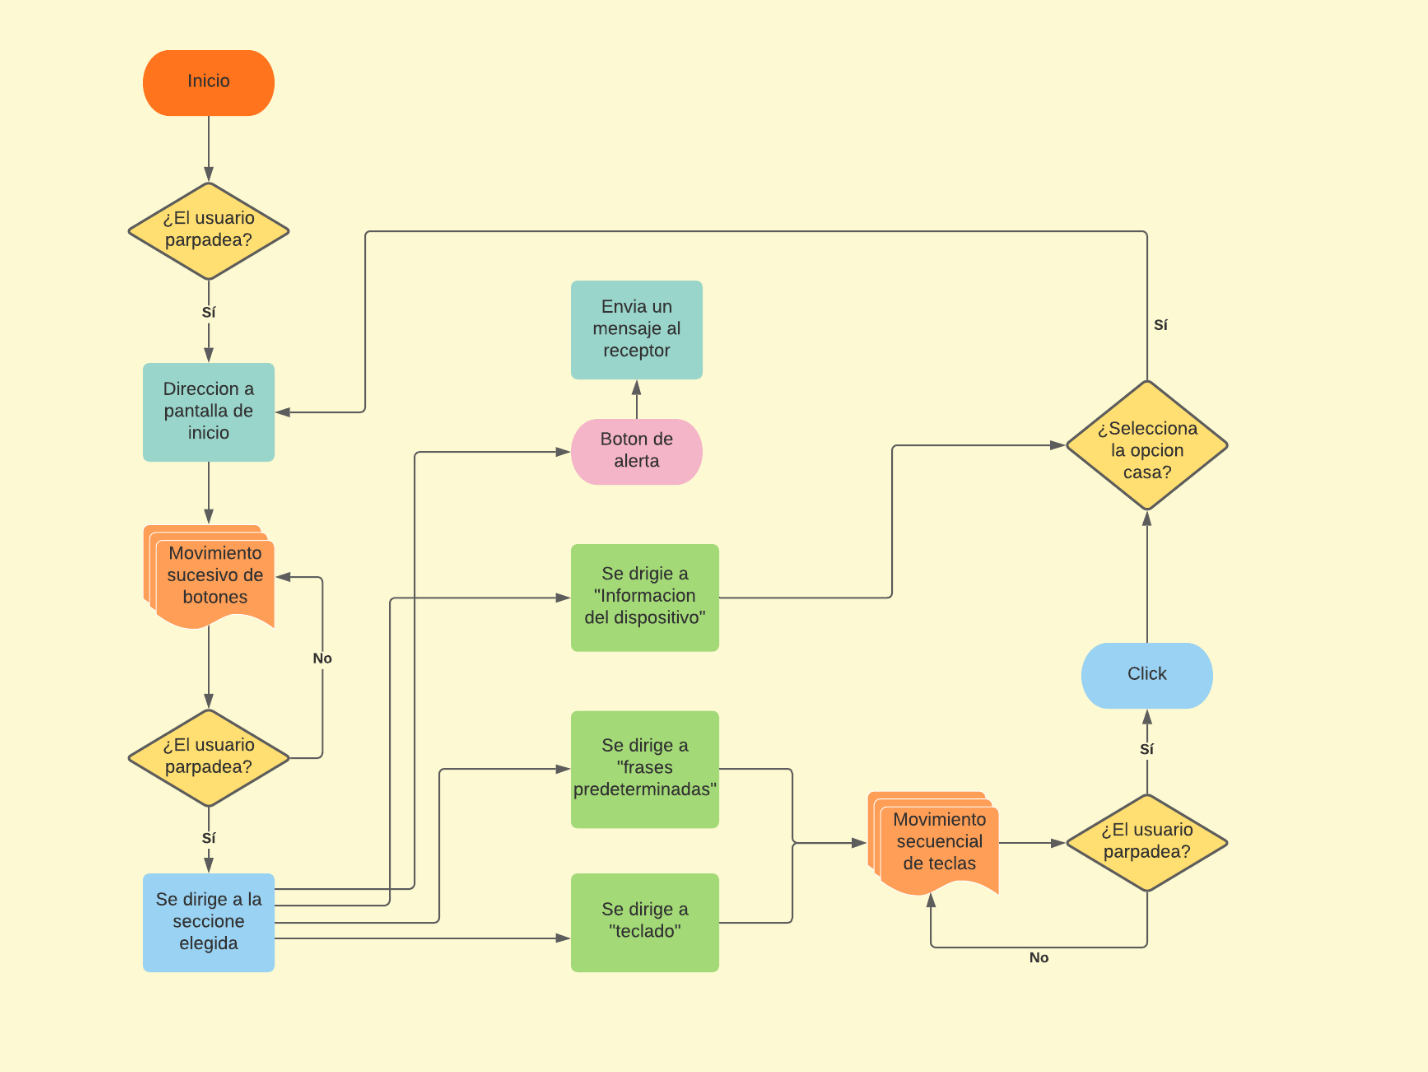 Inicio
¿El usuario
parpadea?
Sí
Direccion a
pantalla de
inicio
Movimiento
sucesivo de
botones
No
¿El usuario
parpadea?
Sí
Se dirige a la
seccione
elegida
Envia un
mensaje al
receptor
Boton de
alerta
Se drigie a
"Informacion
del dispositivo"
Se dirige a
"frases
predeterminadas"
Se dirige a
"teclado"
Movimiento
secuencial
de teclas
¿El usuario
parpadea?
No
Sí
Click
¿Selecciona
la opcion
casa?
Sí